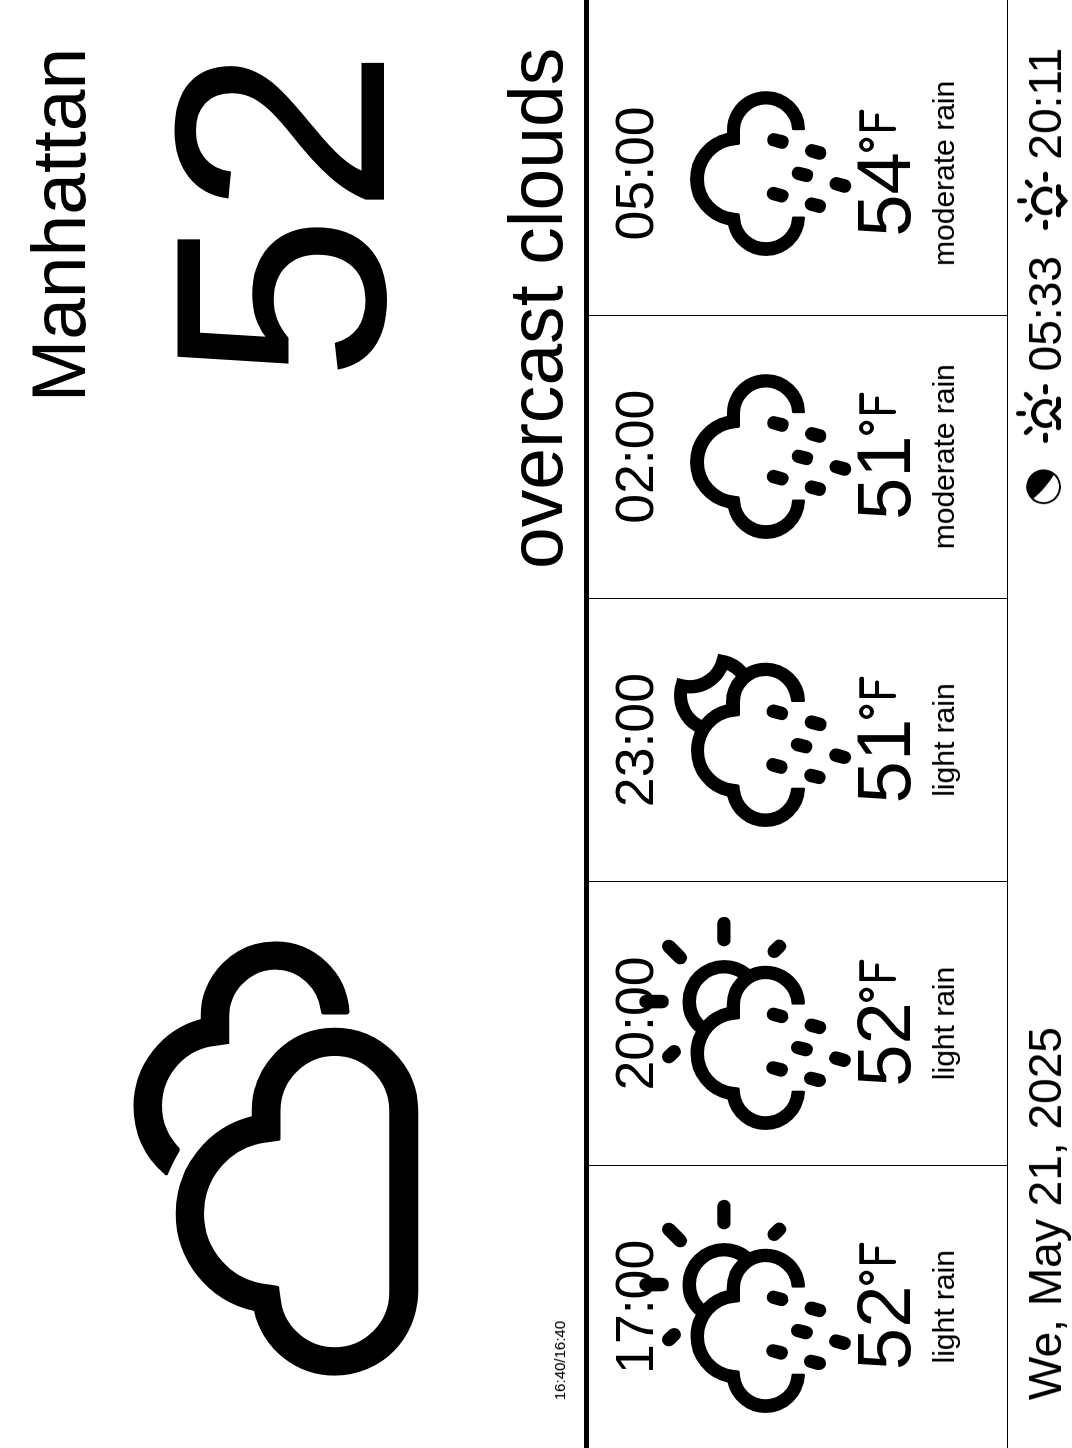 Manhattan
52
overcast clouds
16:40/16:40
17:00 20:00 23:00 02:00 05:00
52°F 52°F 51°F 51°F 54°F
light rain light rain light rain moderate rain moderate rain
We, May 21, 2025 05:33 20:11